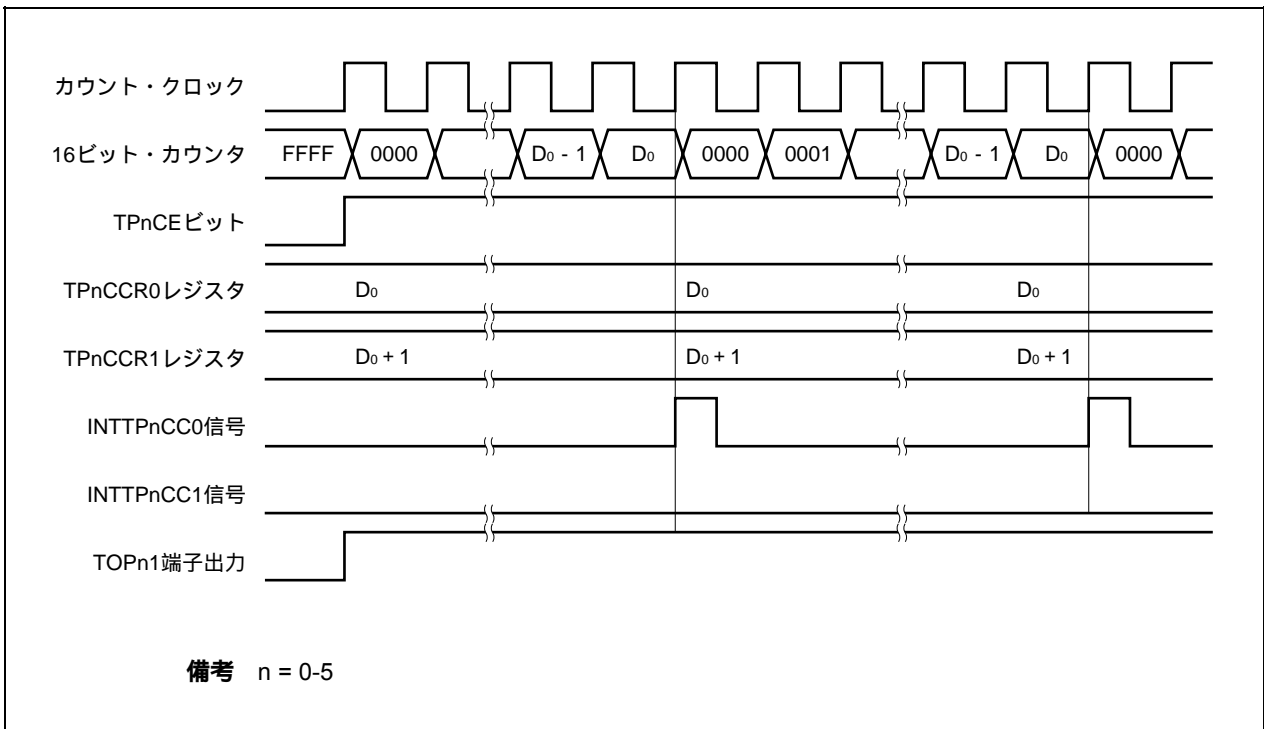 カウント・クロック
16ビット・カウンタ FFFF 0000 D0 - 1 D0 0000 0001 D0 - 1 D0 0000
TPnCEビット
TPnCCR0レジスタ D0 D0 D0
TPnCCR1レジスタ D0 + 1 D0 + 1 D0 + 1
INTTPnCC0信号
INTTPnCC1信号
TOPn1端子出力
備考 n = 0-5